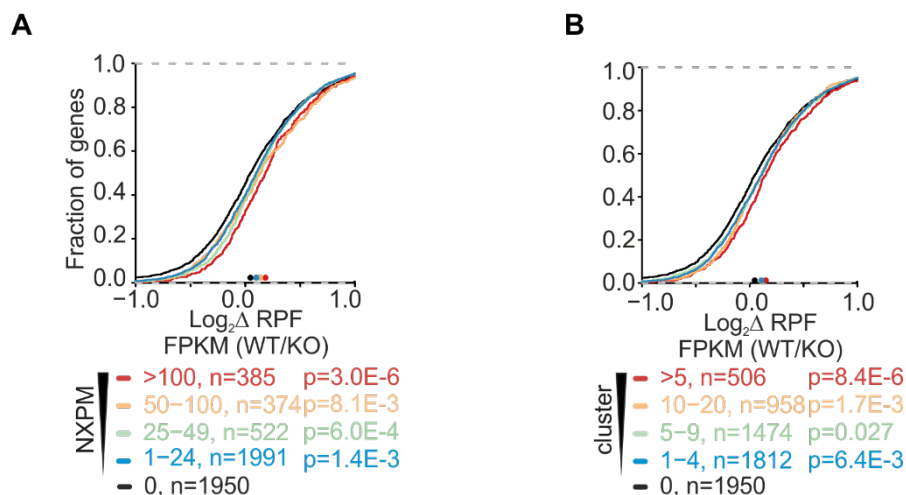 A
Fraction of genes
1.0
0.8
0.6
0.4
0.2
0.0
−1.0 0.0 1.0
Log₂Δ RPF
FPKM (WT/KO)
NXPM
>100, n=385 p=3.0E-6
50−100, n=374 p=8.1E-3
25−49, n=522 p=6.0E-4
1−24, n=1991 p=1.4E-3
0, n=1950
B
1.0
0.8
0.6
0.4
0.2
0.0
−1.0 0.0 1.0
Log₂Δ RPF
FPKM (WT/KO)
cluster
>5, n=506 p=8.4E-6
10−20, n=958 p=1.7E-3
5−9, n=1474 p=0.027
1−4, n=1812 p=6.4E-3
0, n=1950